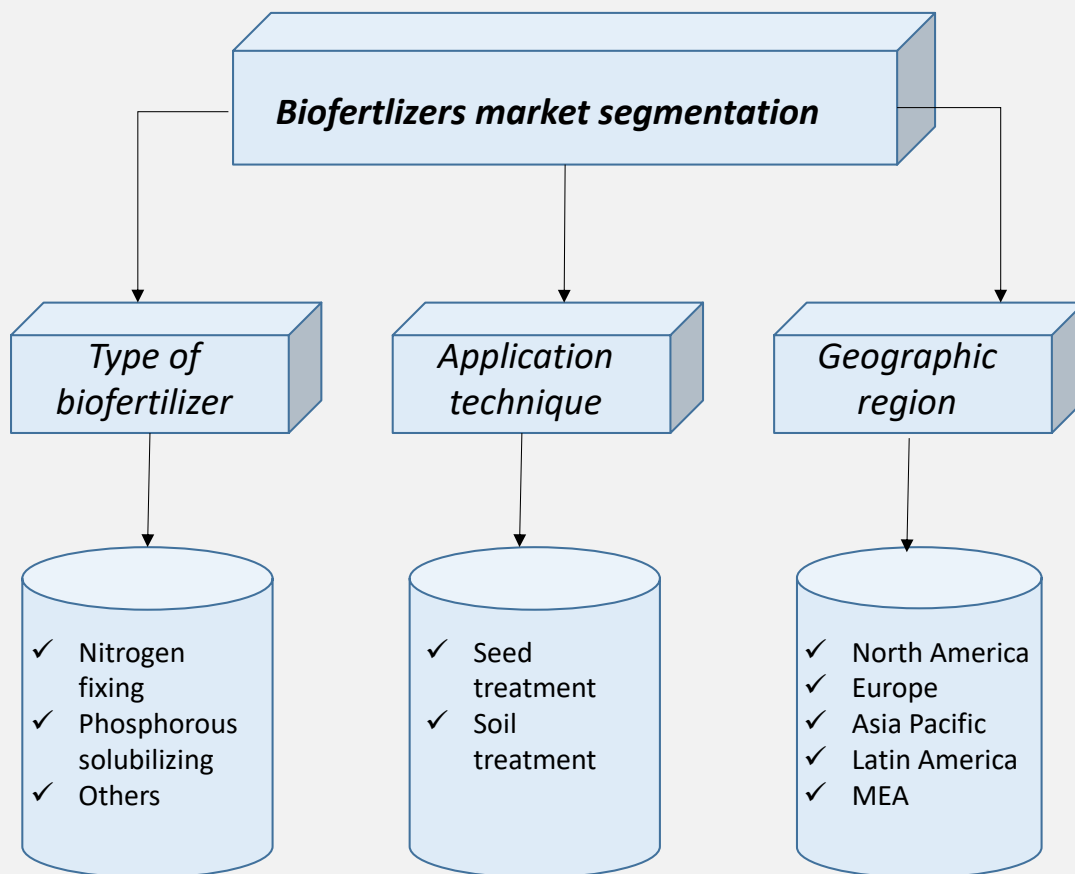 Biofertlizers market segmentation
Type of
biofertilizer
Application
technique
Geographic
region
✓ Nitrogen
fixing
✓ Phosphorous
solubilizing
✓ Others
✓ Seed
treatment
✓ Soil
treatment
✓ North America
✓ Europe
✓ Asia Pacific
✓ Latin America
✓ MEA